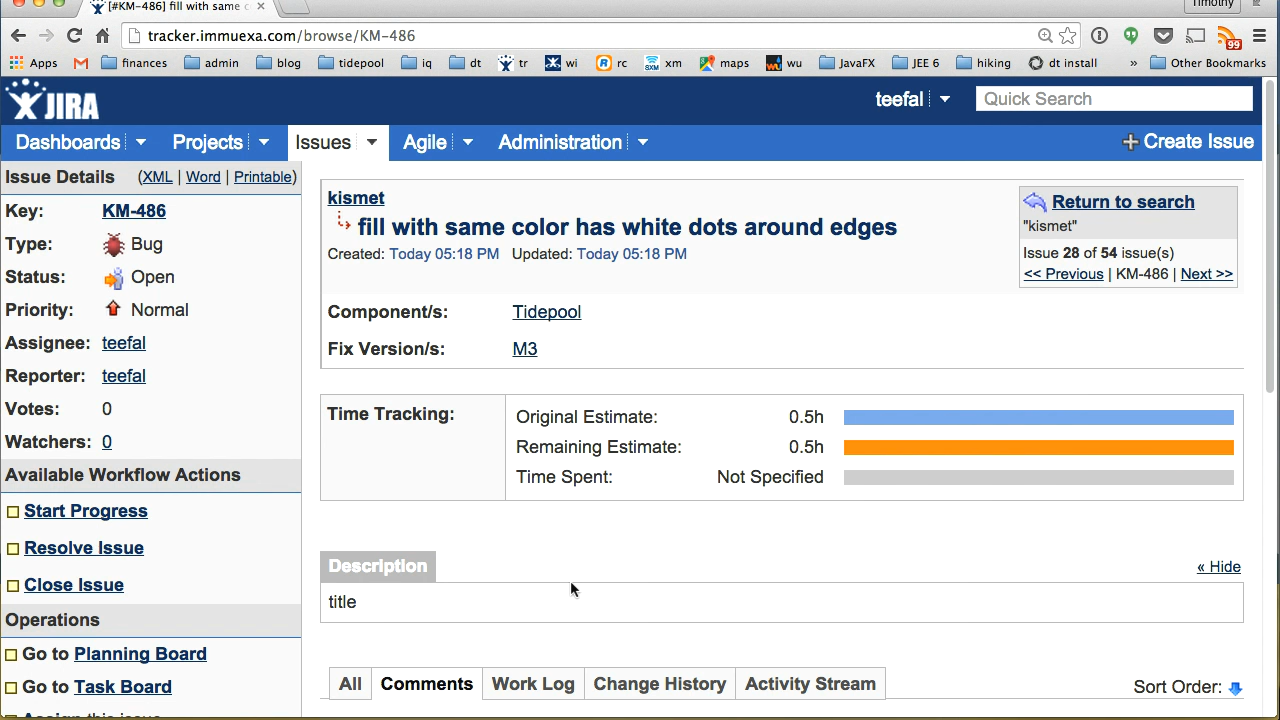 [#KM-486] fill with same c
Timothy
tracker.immuexa.com/browse/KM-486
99
Apps finances admin blog tidepool iq dt tr wi rc xm maps wu JavaFX JEE 6 hiking dt install » Other Bookmarks
JIRA
teefal
Quick Search
Dashboards Projects Issues Agile Administration
Create Issue
Issue Details (XML | Word | Printable)
Key: KM-486
Type: Bug
Status: Open
Priority: Normal
Assignee: teefal
Reporter: teefal
Votes: 0
Watchers: 0
Available Workflow Actions
Start Progress
Resolve Issue
Close Issue
Operations
Go to Planning Board
Go to Task Board
Assign this issue
kismet
fill with same color has white dots around edges
Created: Today 05:18 PM Updated: Today 05:18 PM
Return to search
"kismet"
Issue 28 of 54 issue(s)
<< Previous | KM-486 | Next >>
Component/s: Tidepool
Fix Version/s: M3
Time Tracking:
Original Estimate: 0.5h
Remaining Estimate: 0.5h
Time Spent: Not Specified
Description
« Hide
title
All Comments Work Log Change History Activity Stream
Sort Order: